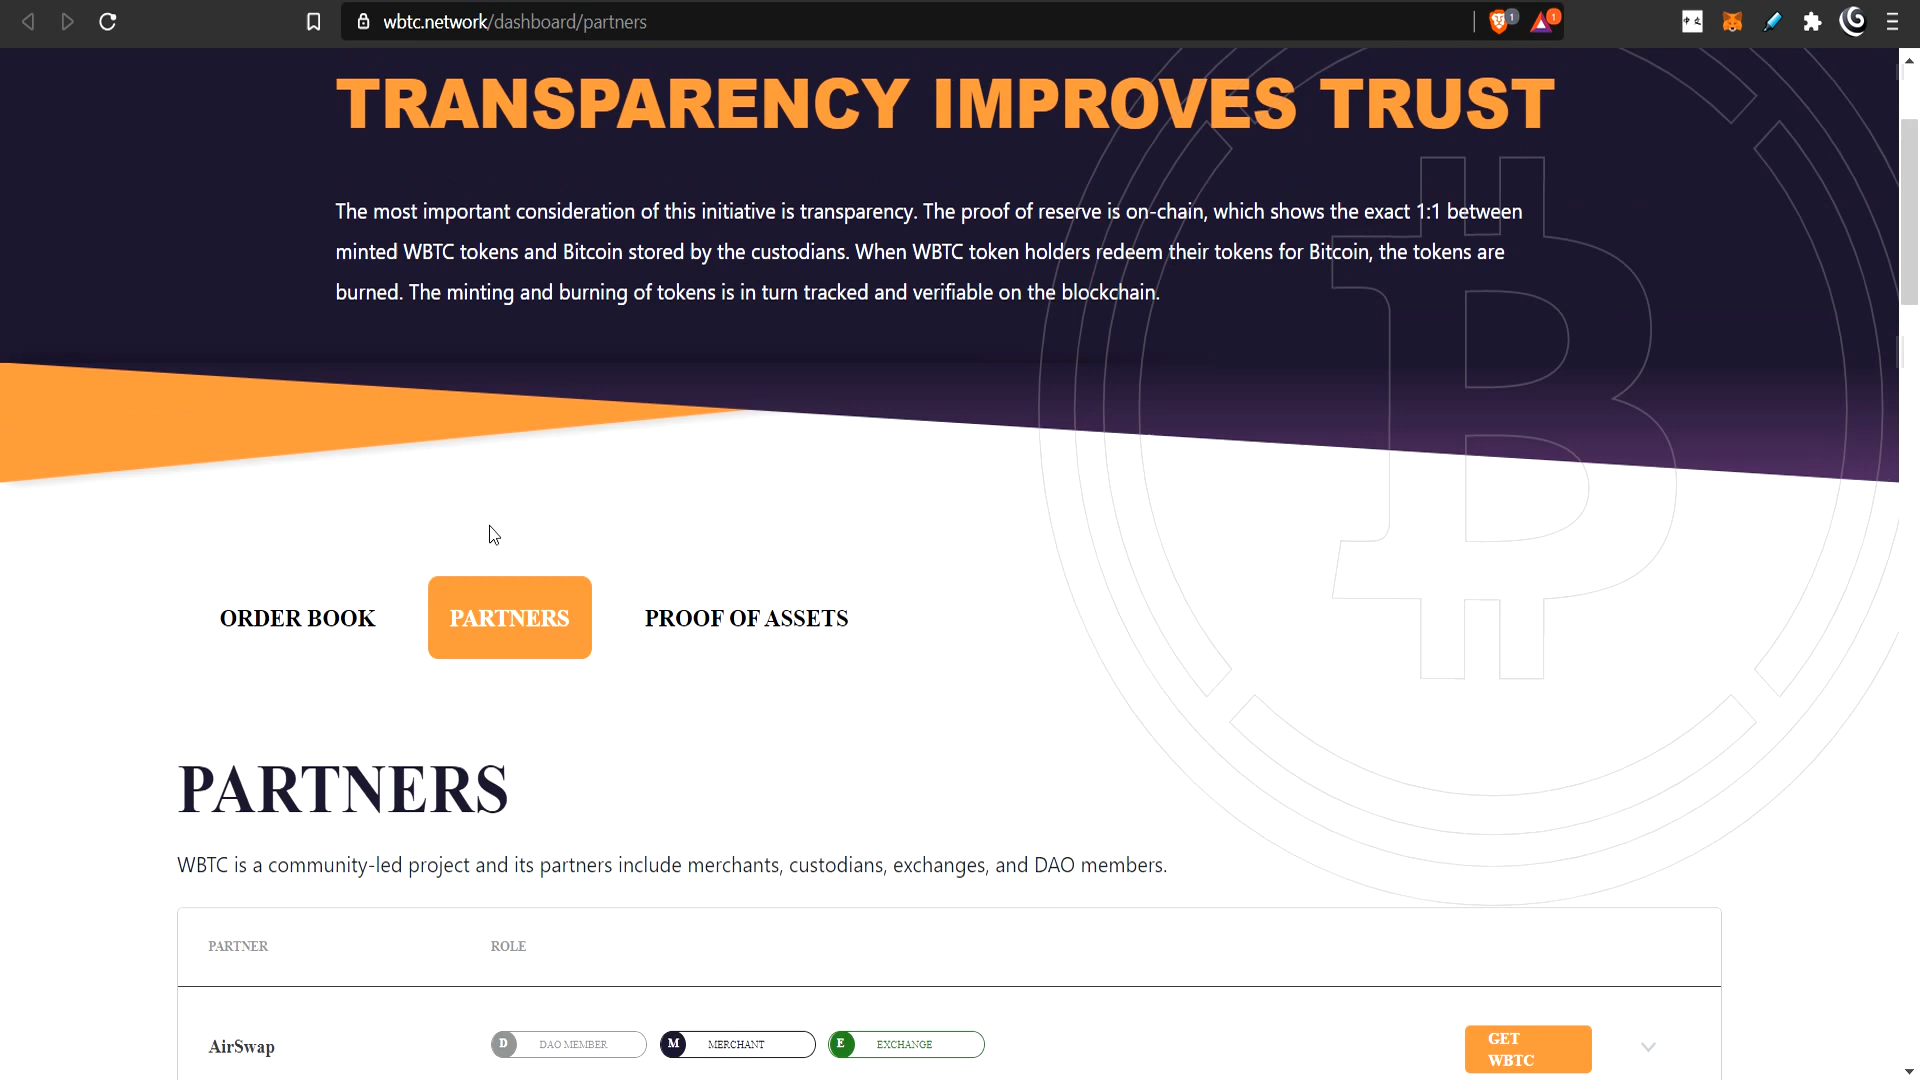 wbtc.network/dashboard/partners
1
1
TRANSPARENCY IMPROVES TRUST
The most important consideration of this initiative is transparency. The proof of reserve is on-chain, which shows the exact 1:1 between
minted WBTC tokens and Bitcoin stored by the custodians. When WBTC token holders redeem their tokens for Bitcoin, the tokens are
burned. The minting and burning of tokens is in turn tracked and verifiable on the blockchain.
ORDER BOOK
PARTNERS
PROOF OF ASSETS
PARTNERS
WBTC is a community-led project and its partners include merchants, custodians, exchanges, and DAO members.
PARTNER
ROLE
AirSwap
D DAO MEMBER
M MERCHANT
E EXCHANGE
GET
WBTC